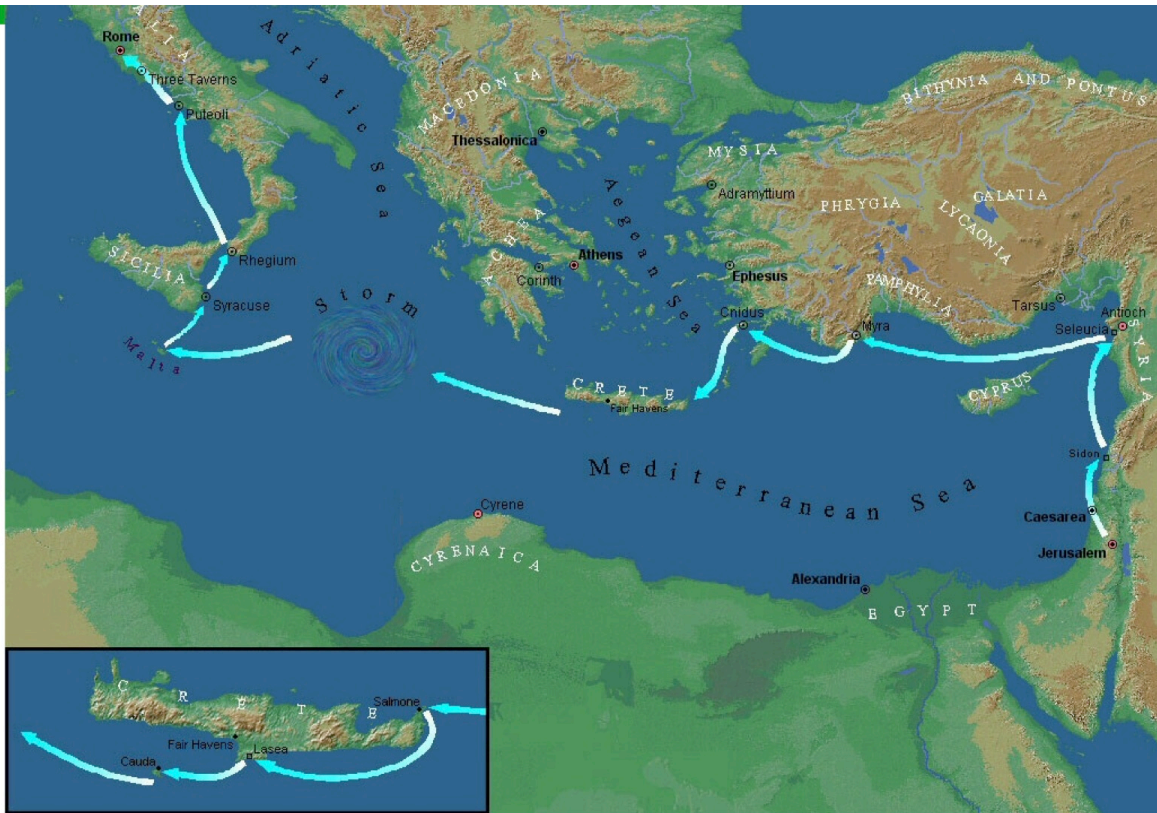 ITALIA
Adriatic Sea
Rome
Three Taverns
Puteoli
MACEDONIA
Thessalonica
BITHYNIA AND PONTUS
MYSIA
Adramyttium
Aegean Sea
PHRYGIA
GALATIA
LYCAONIA
SICILIA
Rhegium
ACHEA
Athens
Corinth
Ephesus
PAMPHYLIA
Tarsus
Antioch
Seleucia
SYRIA
Syracuse
Storm
Cnidus
Myra
Malta
CRETE
Fair Havens
CYPRUS
Sidon
Mediterranean Sea
Cyrene
CYRENAICA
Caesarea
Jerusalem
Alexandria
EGYPT
CRETE
Salmone
Fair Havens
Lasea
Cauda